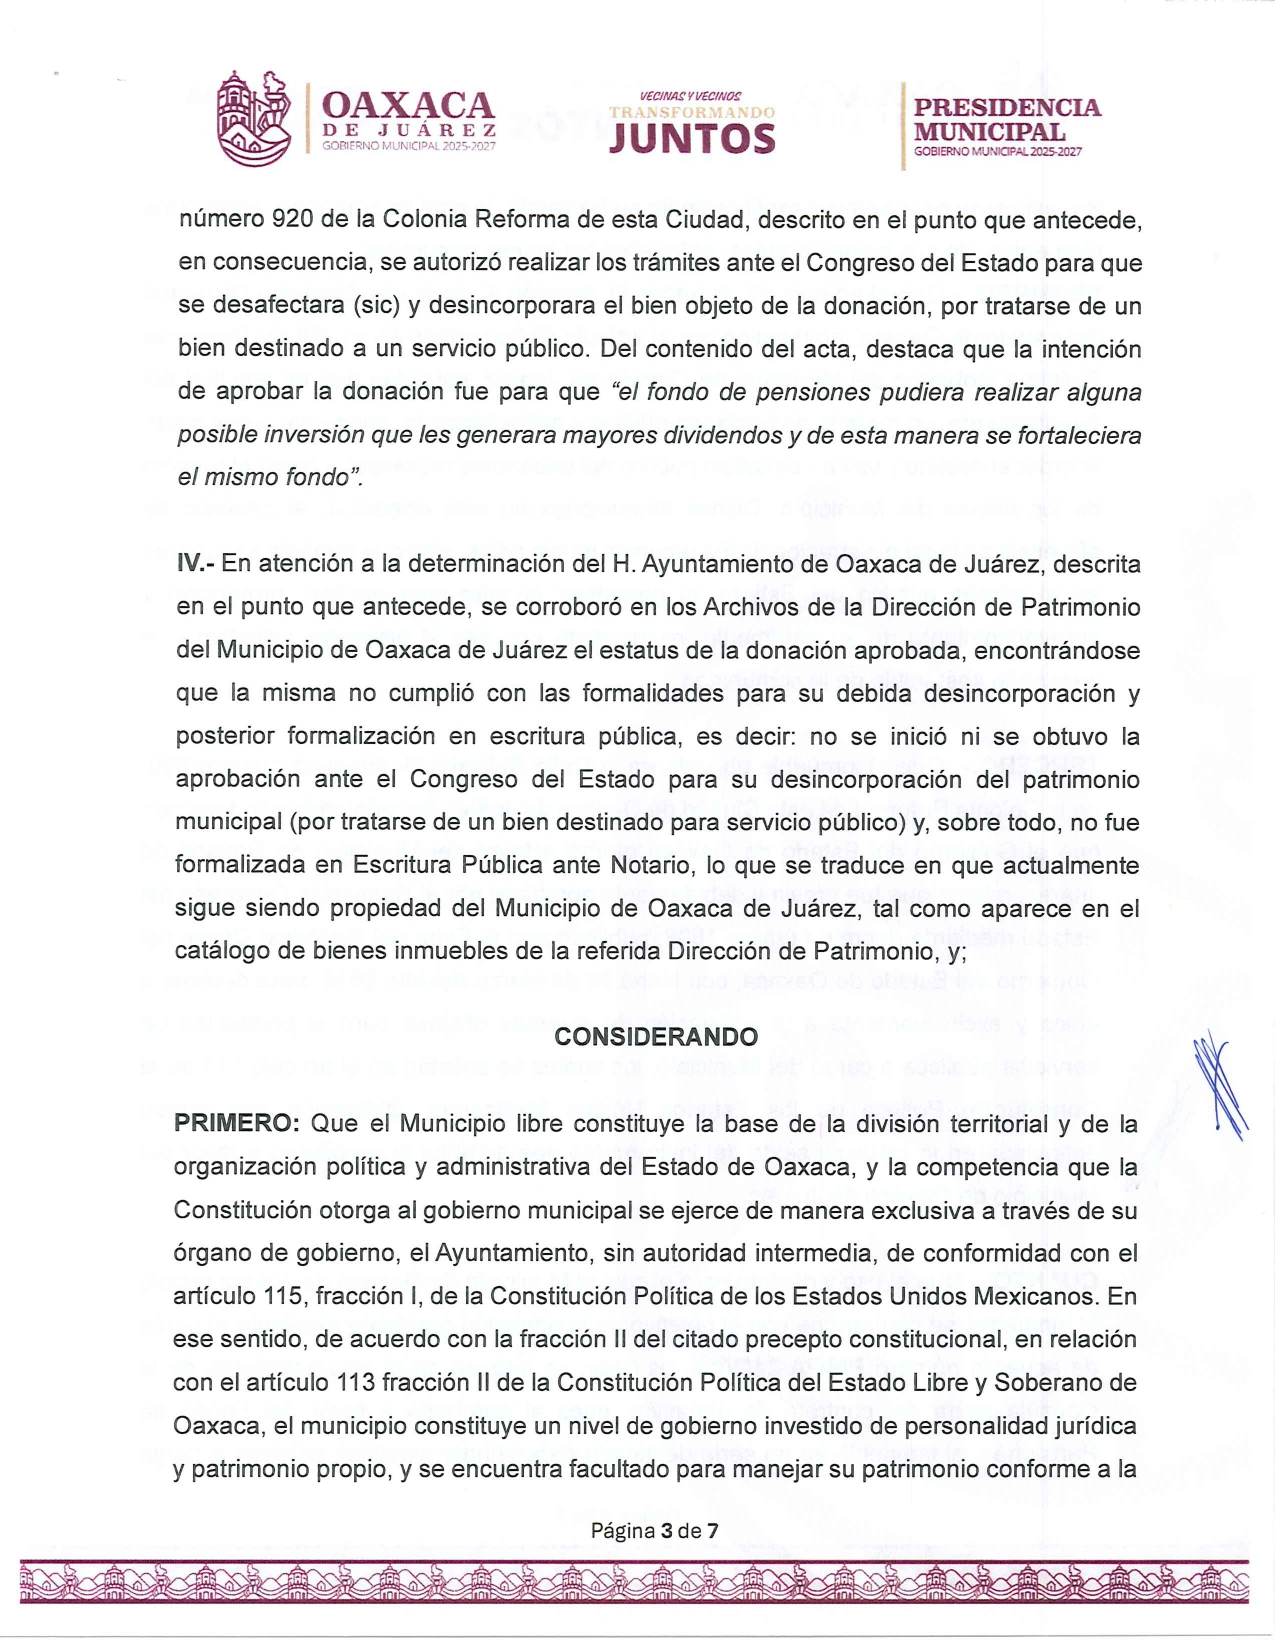 OAXACA
DE JUÁREZ
GOBIERNO MUNICIPAL 2025-2027
VECINAS Y VECINOS
TRANSFORMANDO
JUNTOS
PRESIDENCIA
MUNICIPAL
GOBIERNO MUNICIPAL 2025-2027
número 920 de la Colonia Reforma de esta Ciudad, descrito en el punto que antecede,
en consecuencia, se autorizó realizar los trámites ante el Congreso del Estado para que
se desafectara (sic) y desincorporara el bien objeto de la donación, por tratarse de un
bien destinado a un servicio público. Del contenido del acta, destaca que la intención
de aprobar la donación fue para que “el fondo de pensiones pudiera realizar alguna
posible inversión que les generara mayores dividendos y de esta manera se fortaleciera
el mismo fondo”.
IV.- En atención a la determinación del H. Ayuntamiento de Oaxaca de Juárez, descrita
en el punto que antecede, se corroboró en los Archivos de la Dirección de Patrimonio
del Municipio de Oaxaca de Juárez el estatus de la donación aprobada, encontrándose
que la misma no cumplió con las formalidades para su debida desincorporación y
posterior formalización en escritura pública, es decir: no se inició ni se obtuvo la
aprobación ante el Congreso del Estado para su desincorporación del patrimonio
municipal (por tratarse de un bien destinado para servicio público) y, sobre todo, no fue
formalizada en Escritura Pública ante Notario, lo que se traduce en que actualmente
sigue siendo propiedad del Municipio de Oaxaca de Juárez, tal como aparece en el
catálogo de bienes inmuebles de la referida Dirección de Patrimonio, y;
CONSIDERANDO
PRIMERO: Que el Municipio libre constituye la base de la división territorial y de la
organización política y administrativa del Estado de Oaxaca, y la competencia que la
Constitución otorga al gobierno municipal se ejerce de manera exclusiva a través de su
órgano de gobierno, el Ayuntamiento, sin autoridad intermedia, de conformidad con el
artículo 115, fracción I, de la Constitución Política de los Estados Unidos Mexicanos. En
ese sentido, de acuerdo con la fracción II del citado precepto constitucional, en relación
con el artículo 113 fracción II de la Constitución Política del Estado Libre y Soberano de
Oaxaca, el municipio constituye un nivel de gobierno investido de personalidad jurídica
y patrimonio propio, y se encuentra facultado para manejar su patrimonio conforme a la
Página 3 de 7